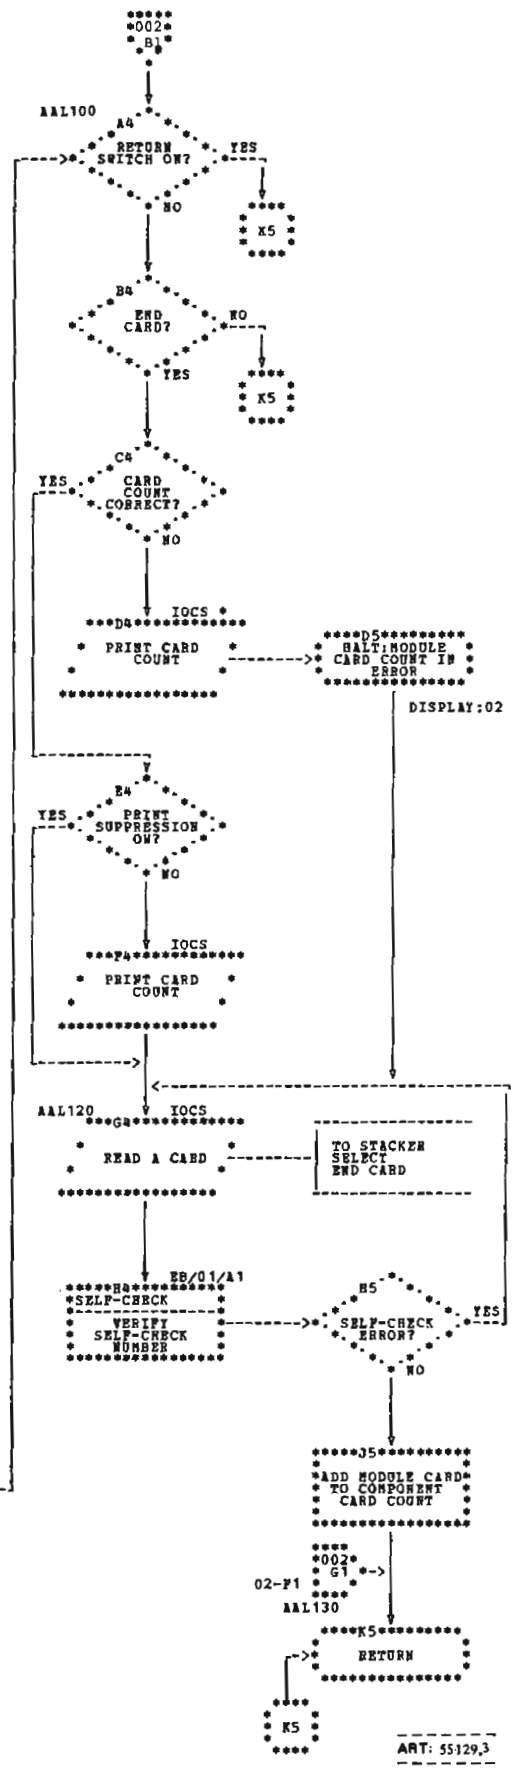 002
B1
AAL100
A4
RETURN
SWITCH ON?
YES
NO
K5
B4
END
CARD?
NO
YES
K5
C4
CARD
COUNT
CORRECT?
YES
NO
IOCS
D4
PRINT CARD
COUNT
D5
HALT:MODULE
CARD COUNT IN
ERROR
DISPLAY:02
E4
PRINT
SUPPRESSION
ON?
YES
NO
IOCS
F4
PRINT CARD
COUNT
AAL120
G4
IOCS
READ A CARD
TO STACKER
SELECT
END CARD
EB/01/A1
H4
SELF-CHECK
VERIFY
SELF-CHECK
NUMBER
H5
SELF-CHECK
ERROR?
YES
NO
J5
ADD MODULE CARD
TO COMPONENT
CARD COUNT
002
G1
02-F1
AAL130
K5
RETURN
K5
ART: 55129,3